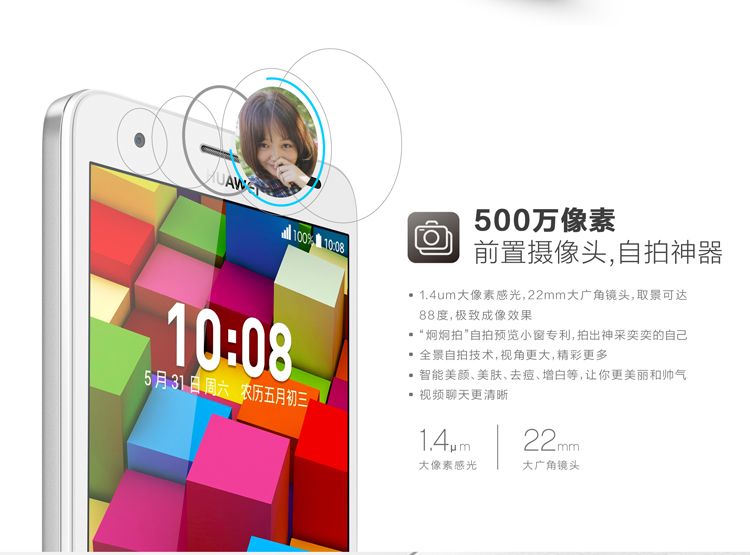 HUAWEI
100% 10:08
10:08
5月31日 周六 农历五月初三
500万像素
前置摄像头,自拍神器
1.4um大像素感光,22mm大广角镜头,取景可达
88度,极致成像效果
“炯炯拍”自拍预览小窗专利,拍出神采奕奕的自己
全景自拍技术,视角更大,精彩更多
智能美颜、美肤、去痘、增白等,让你更美丽和帅气
视频聊天更清晰
1.4μm 22mm
大像素感光 大广角镜头